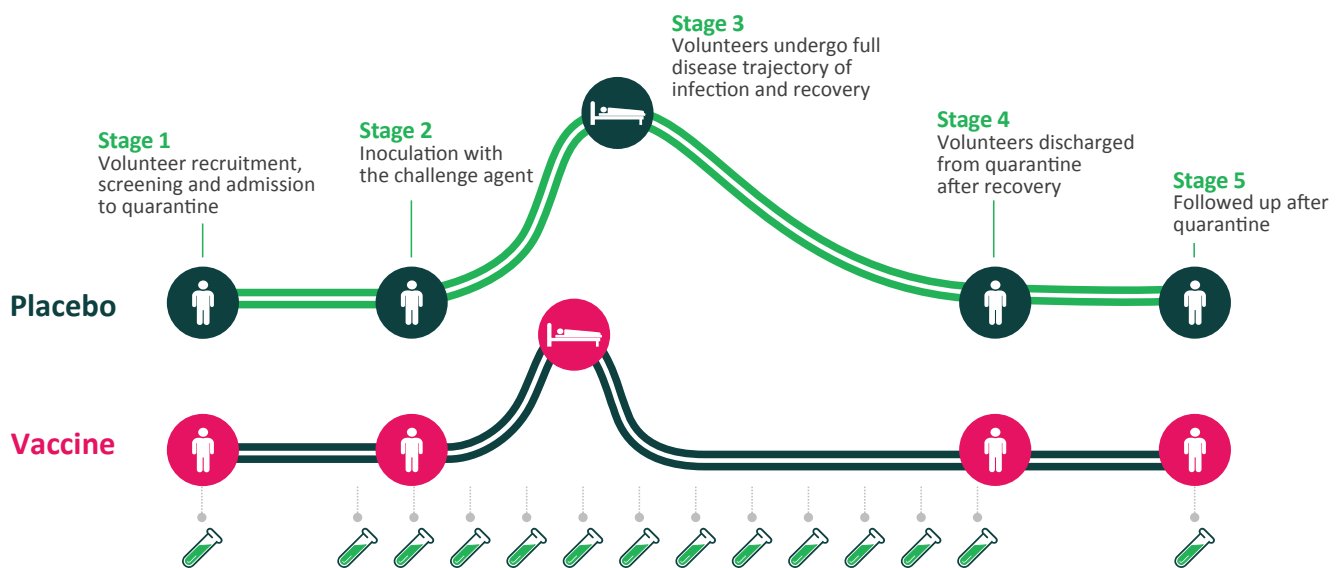 Stage 1
Volunteer recruitment,
screening and admission
to quarantine
Stage 2
Inoculation with
the challenge agent
Stage 3
Volunteers undergo full
disease trajectory of
infection and recovery
Stage 4
Volunteers discharged
from quarantine
after recovery
Stage 5
Followed up after
quarantine
Placebo
Vaccine